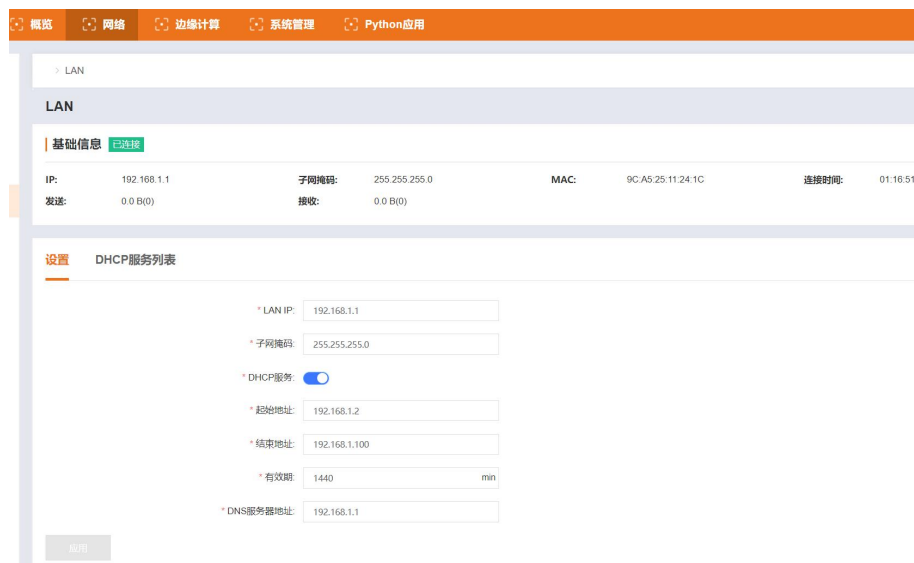 概览 网络 边缘计算 系统管理 Python应用
> LAN
LAN
基础信息 已连接
IP: 192.168.1.1 子网掩码: 255.255.255.0 MAC: 9C:A5:25:11:24:1C 连接时间: 01:16:51
发送: 0.0 B(0) 接收: 0.0 B(0)
设置 DHCP服务列表
* LAN IP: 192.168.1.1
* 子网掩码: 255.255.255.0
* DHCP服务:
* 起始地址: 192.168.1.2
* 结束地址: 192.168.1.100
* 有效期: 1440 min
* DNS服务器地址: 192.168.1.1
应用